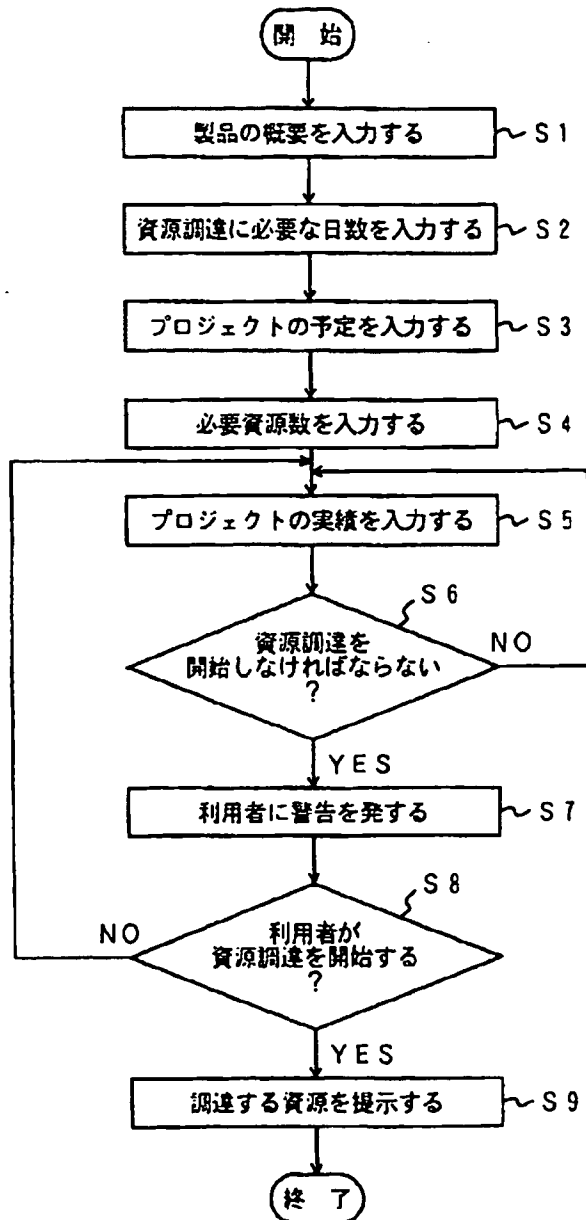 開 始
製品の概要を入力する
S1
資源調達に必要な日数を入力する
S2
プロジェクトの予定を入力する
S3
必要資源数を入力する
S4
プロジェクトの実績を入力する
S5
S6
資源調達を
開始しなければならない
?
NO
YES
利用者に警告を発する
S7
S8
利用者が
資源調達を開始する
?
NO
YES
調達する資源を提示する
S9
終 了